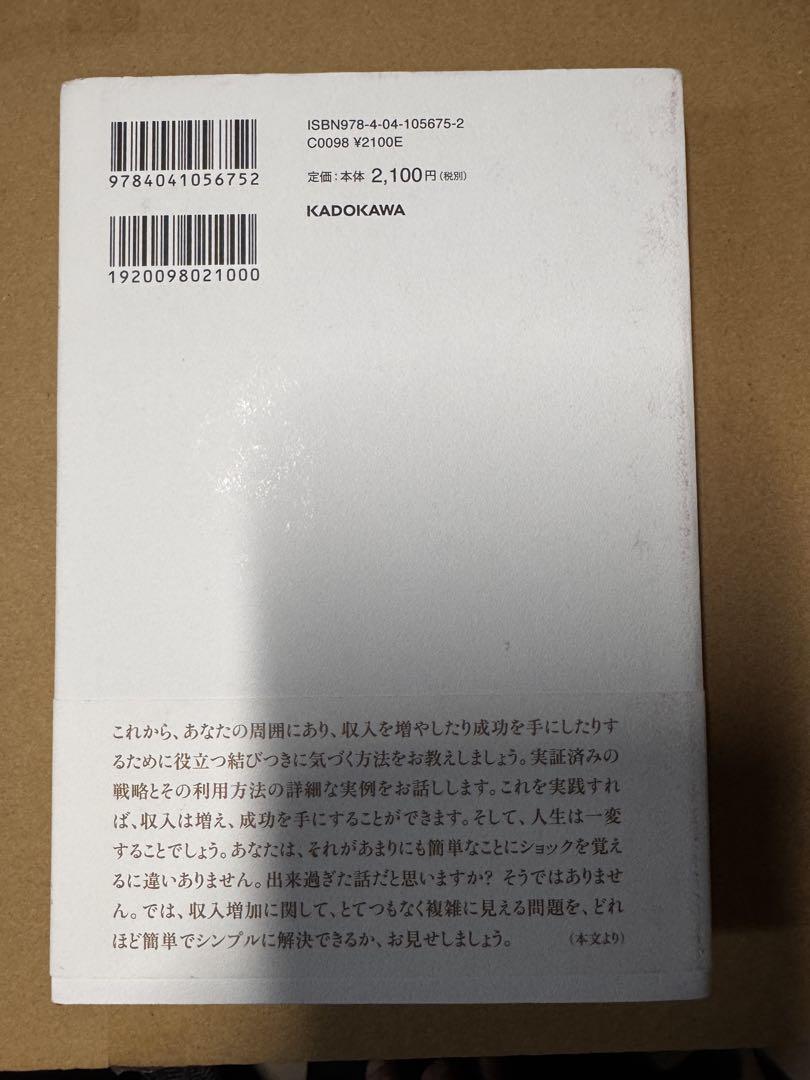 ISBN978-4-04-105675-2
C0098 ¥2100E
定価:本体 2,100円(税別)
KADOKAWA
9784041056752
1920098021000
これから、あなたの周囲にあり、収入を増やしたり成功を手にしたりす
るために役立つ結びつきに気づく方法をお教えしましょう。実証済みの
戦略とその利用方法の詳細な実例をお話しします。これを実践すれ
ば、収入は増え、成功を手にすることができます。そして、人生は一変
することでしょう。あなたは、それがあまりにも簡単なことにショックを覚え
るに違いありません。出来過ぎた話だと思いますか? そうではありませ
ん。では、収入増加に関して、とてつもなく複雑に見える問題を、どれ
ほど簡単でシンプルに解決できるか、お見せしましょう。 (本文より)